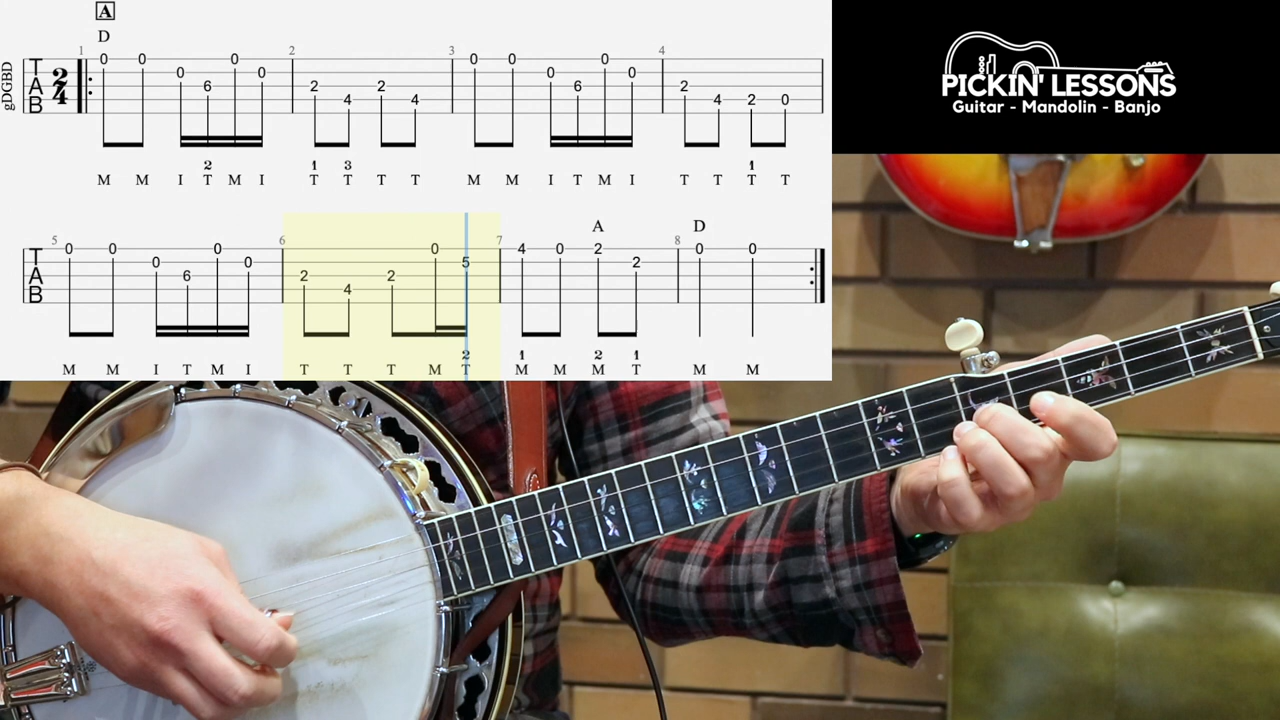 A
D
1 2 3 4
gDGBD
T A B
2/4
0 0 0 6 0 0 2 4 2 4 0 0 0 6 0 0 2 4 2 0
2 1 3 1
M M I T M I T T T T M M I T M I T T T T
A D
5 6 7 8
T A B
0 0 0 6 0 0 2 4 2 0 5 4 0 2 2 0 0
2 1 2 1
M M I T M I T T T M T M M M T M M
PICKIN' LESSONS
Guitar - Mandolin - Banjo